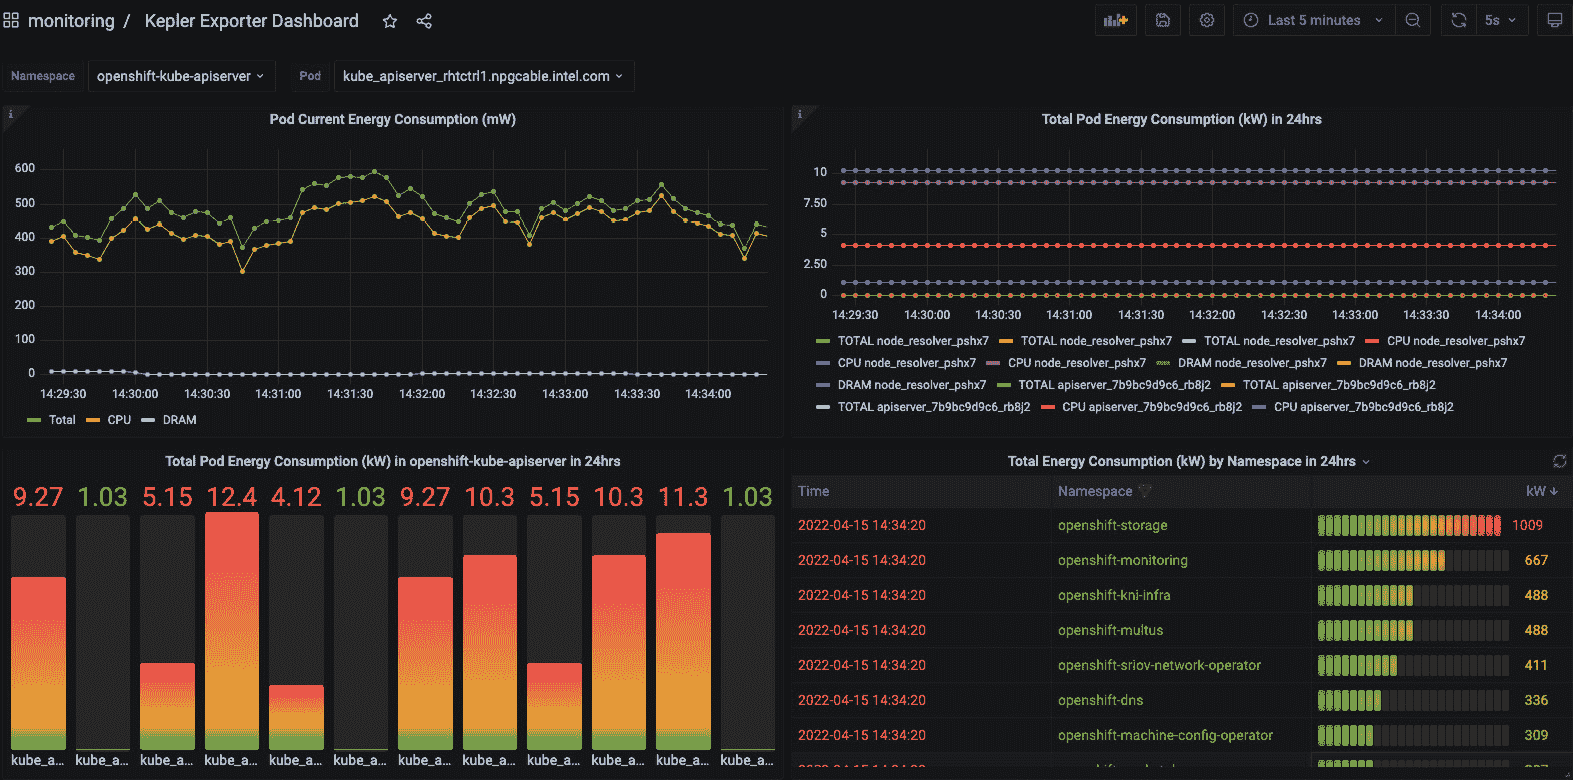 monitoring / Kepler Exporter Dashboard
Last 5 minutes
5s
Namespace
openshift-kube-apiserver
Pod
kube_apiserver_rhtctrl1.npgcable.intel.com
Pod Current Energy Consumption (mW)
600
500
400
300
200
100
0
14:29:30 14:30:00 14:30:30 14:31:00 14:31:30 14:32:00 14:32:30 14:33:00 14:33:30 14:34:00
Total CPU DRAM
Total Pod Energy Consumption (kW) in 24hrs
10
7.50
5
2.50
0
14:29:30 14:30:00 14:30:30 14:31:00 14:31:30 14:32:00 14:32:30 14:33:00 14:33:30 14:34:00
TOTAL node_resolver_pshx7 TOTAL node_resolver_pshx7 TOTAL node_resolver_pshx7 CPU node_resolver_pshx7
CPU node_resolver_pshx7 CPU node_resolver_pshx7 DRAM node_resolver_pshx7 DRAM node_resolver_pshx7
DRAM node_resolver_pshx7 TOTAL apiserver_7b9bc9d9c6_rb8j2 TOTAL apiserver_7b9bc9d9c6_rb8j2
TOTAL apiserver_7b9bc9d9c6_rb8j2 CPU apiserver_7b9bc9d9c6_rb8j2 CPU apiserver_7b9bc9d9c6_rb8j2
Total Pod Energy Consumption (kW) in openshift-kube-apiserver in 24hrs
9.27 1.03 5.15 12.4 4.12 1.03 9.27 10.3 5.15 10.3 11.3 1.03
kube_a... kube_a... kube_a... kube_a... kube_a... kube_a... kube_a... kube_a... kube_a... kube_a... kube_a... kube_a...
Total Energy Consumption (kW) by Namespace in 24hrs
Time Namespace kW
2022-04-15 14:34:20 openshift-storage 1009
2022-04-15 14:34:20 openshift-monitoring 667
2022-04-15 14:34:20 openshift-kni-infra 488
2022-04-15 14:34:20 openshift-multus 488
2022-04-15 14:34:20 openshift-sriov-network-operator 411
2022-04-15 14:34:20 openshift-dns 336
2022-04-15 14:34:20 openshift-machine-config-operator 309